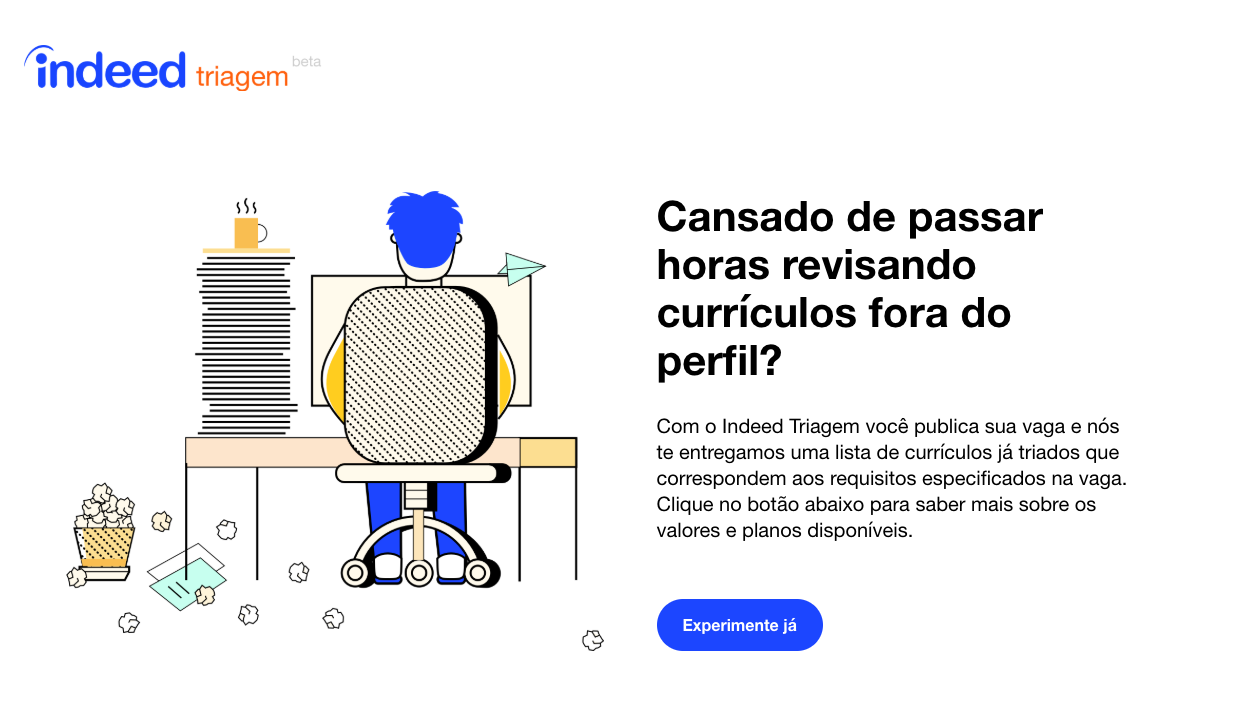 indeed triagem beta
Cansado de passar
horas revisando
currículos fora do
perfil?
Com o Indeed Triagem você publica sua vaga e nós
te entregamos uma lista de currículos já triados que
correspondem aos requisitos especificados na vaga.
Clique no botão abaixo para saber mais sobre os
valores e planos disponíveis.
Experimente já